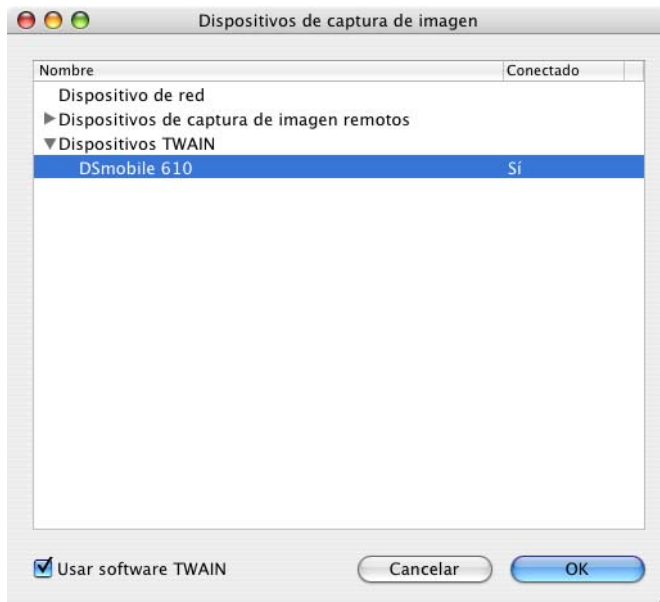 Dispositivos de captura de imagen
Nombre Conectado
Dispositivo de red
Dispositivos de captura de imagen remotos
Dispositivos TWAIN
DSmobile 610 Sí
Usar software TWAIN Cancelar OK